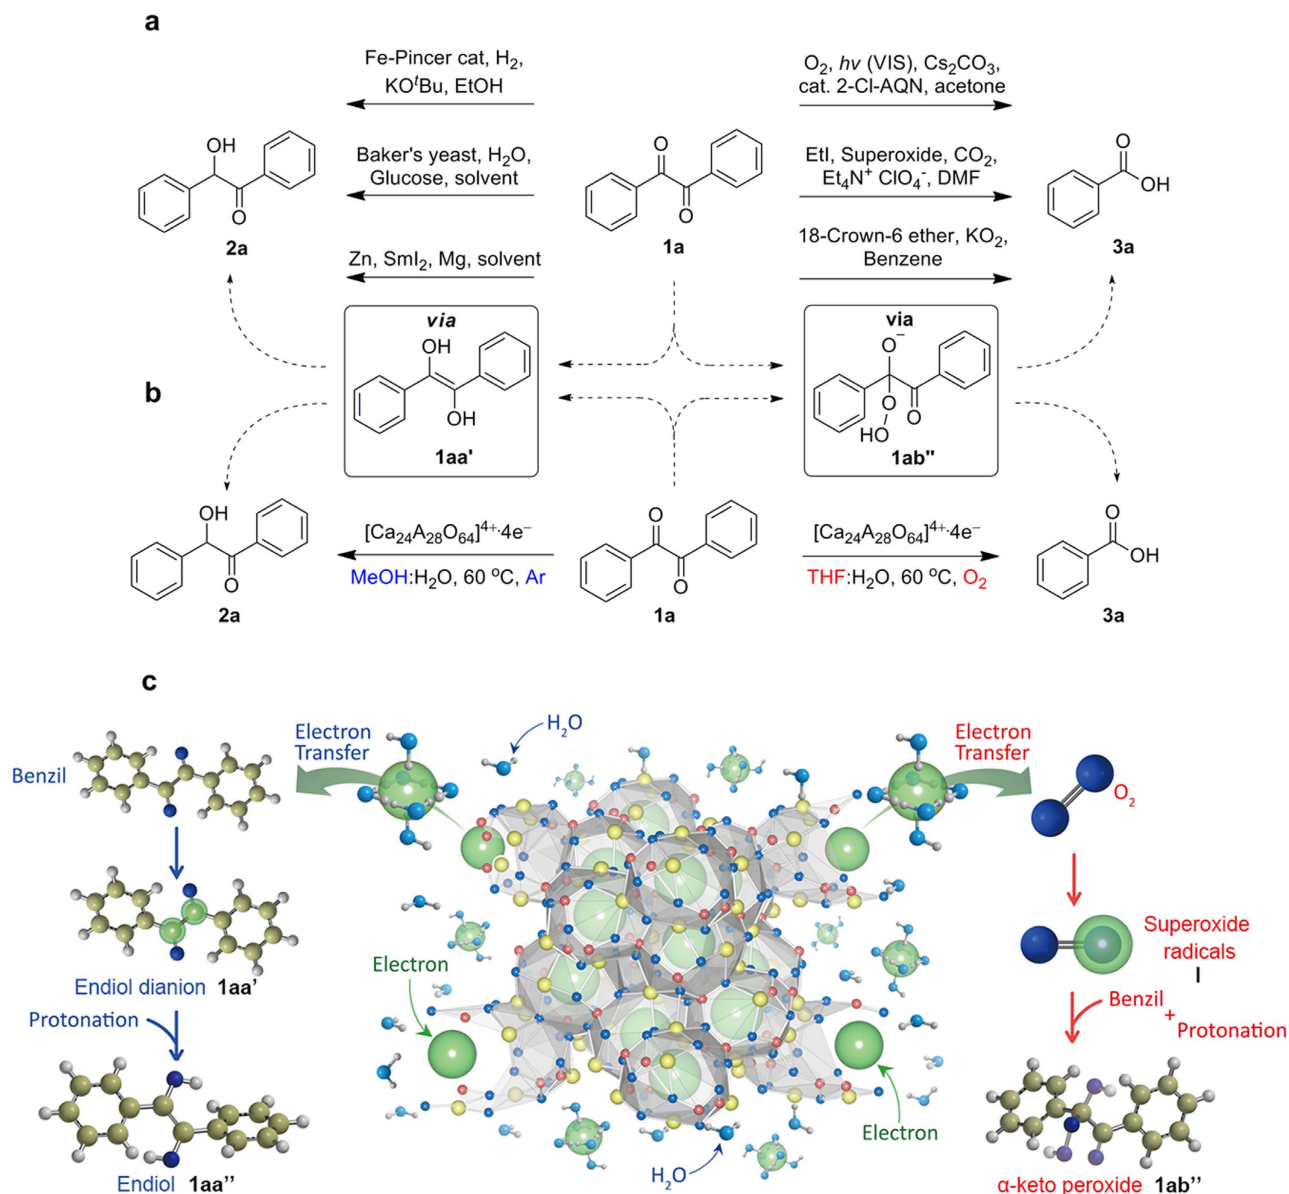 a
Fe-Pincer cat, H₂,
KOᵗBu, EtOH
O₂, hν (VIS), Cs₂CO₃,
cat. 2-Cl-AQN, acetone
OH
O
2a
Baker's yeast, H₂O,
Glucose, solvent
O
O
1a
EtI, Superoxide, CO₂,
Et₄N⁺ ClO₄⁻, DMF
O
OH
3a
Zn, SmI₂, Mg, solvent
18-Crown-6 ether, KO₂,
Benzene
via
OH
OH
1aa'
via
O⁻
O
O
HO
1ab"
b
OH
O
2a
[Ca₂₄A₂₈O₆₄]⁴⁺·4e⁻
MeOH:H₂O, 60 ºC, Ar
O
O
1a
[Ca₂₄A₂₈O₆₄]⁴⁺·4e⁻
THF:H₂O, 60 ºC, O₂
O
OH
3a
c
Benzil
Electron
Transfer
H₂O
Electron
Transfer
O₂
Endiol dianion 1aa'
Protonation
Endiol 1aa''
Electron
H₂O
Electron
Superoxide
radicals
Benzil
+
Protonation
α-keto peroxide 1ab''